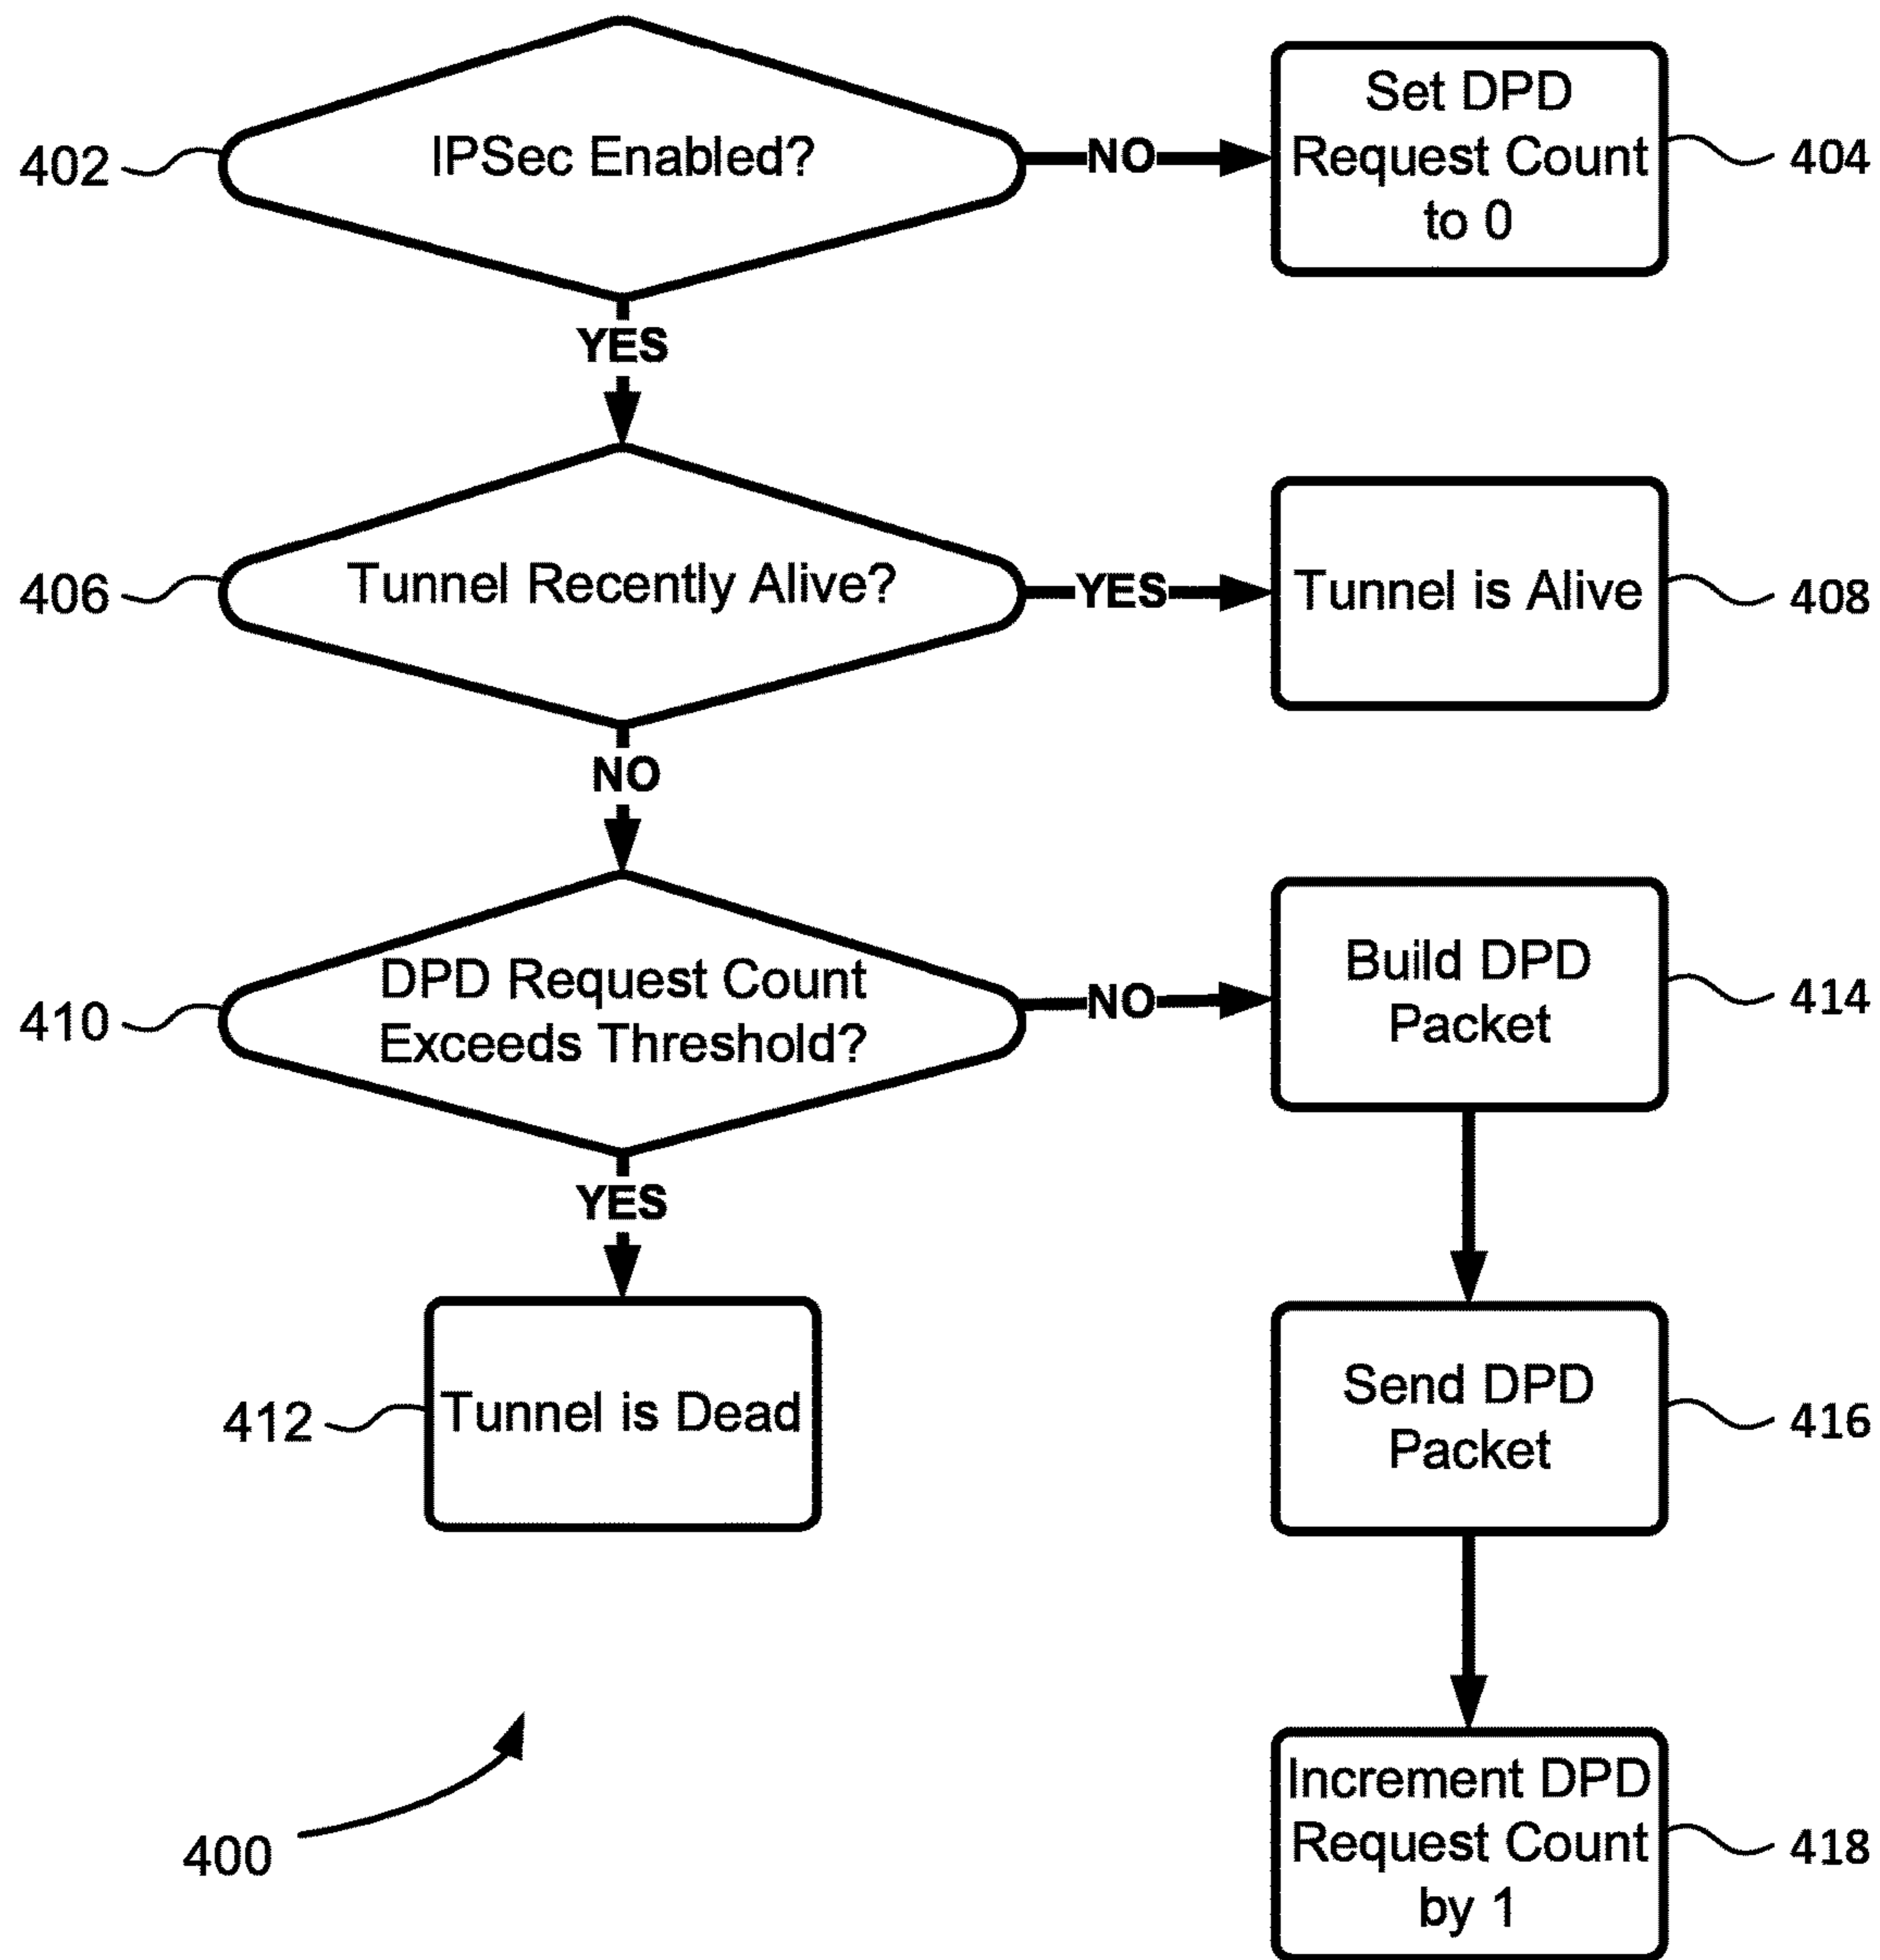 402
IPSec Enabled?
NO
Set DPD
Request Count
to 0
404
YES
406
Tunnel Recently Alive?
YES
Tunnel is Alive
408
NO
410
DPD Request Count
Exceeds Threshold?
NO
Build DPD
Packet
414
YES
412
Tunnel is Dead
Send DPD
Packet
416
400
Increment DPD
Request Count
by 1
418